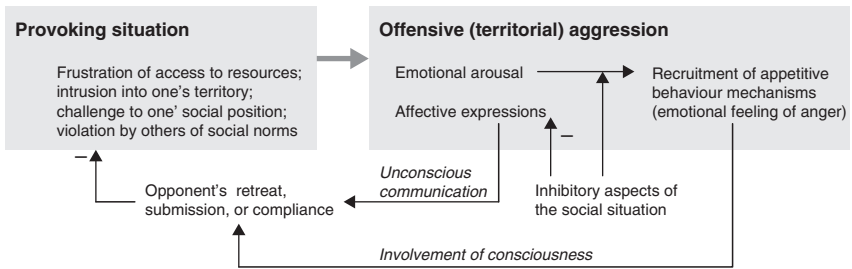 Provoking situation
Frustration of access to resources;
intrusion into one's territory;
challenge to one' social position;
violation by others of social norms
Offensive (territorial) aggression
Emotional arousal
Affective expressions
Recruitment of appetitive
behaviour mechanisms
(emotional feeling of anger)
–
–
Unconscious
communication
Opponent's retreat,
submission, or compliance
Inhibitory aspects of
the social situation
Involvement of consciousness